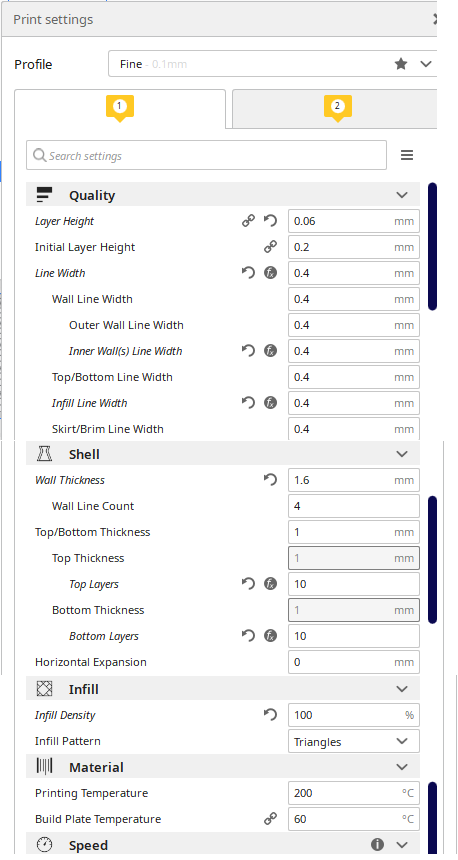 Print settings
Profile Fine - 0.1mm
1 2
Search settings
Quality
Layer Height 0.06 mm
Initial Layer Height 0.2 mm
Line Width fx 0.4 mm
Wall Line Width 0.4 mm
Outer Wall Line Width 0.4 mm
Inner Wall(s) Line Width fx 0.4 mm
Top/Bottom Line Width 0.4 mm
Infill Line Width fx 0.4 mm
Skirt/Brim Line Width 0.4 mm
Shell
Wall Thickness 1.6 mm
Wall Line Count 4
Top/Bottom Thickness 1 mm
Top Thickness 1 mm
Top Layers fx 10
Bottom Thickness 1 mm
Bottom Layers fx 10
Horizontal Expansion 0 mm
Infill
Infill Density 100 %
Infill Pattern Triangles
Material
Printing Temperature 200 °C
Build Plate Temperature 60 °C
Speed i